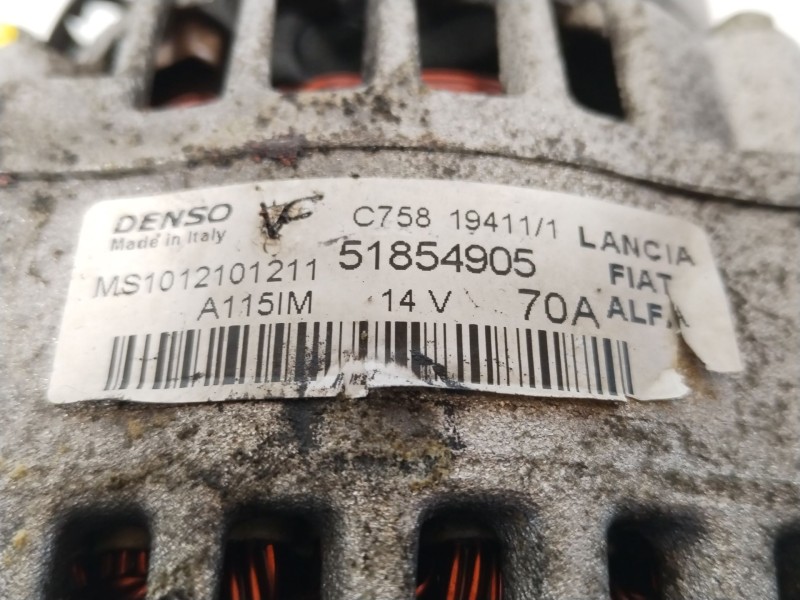 DENSO
Made in Italy
C758 19411/1
LANCIA
MS1012101211 51854905
FIAT
A115IM 14 V 70A